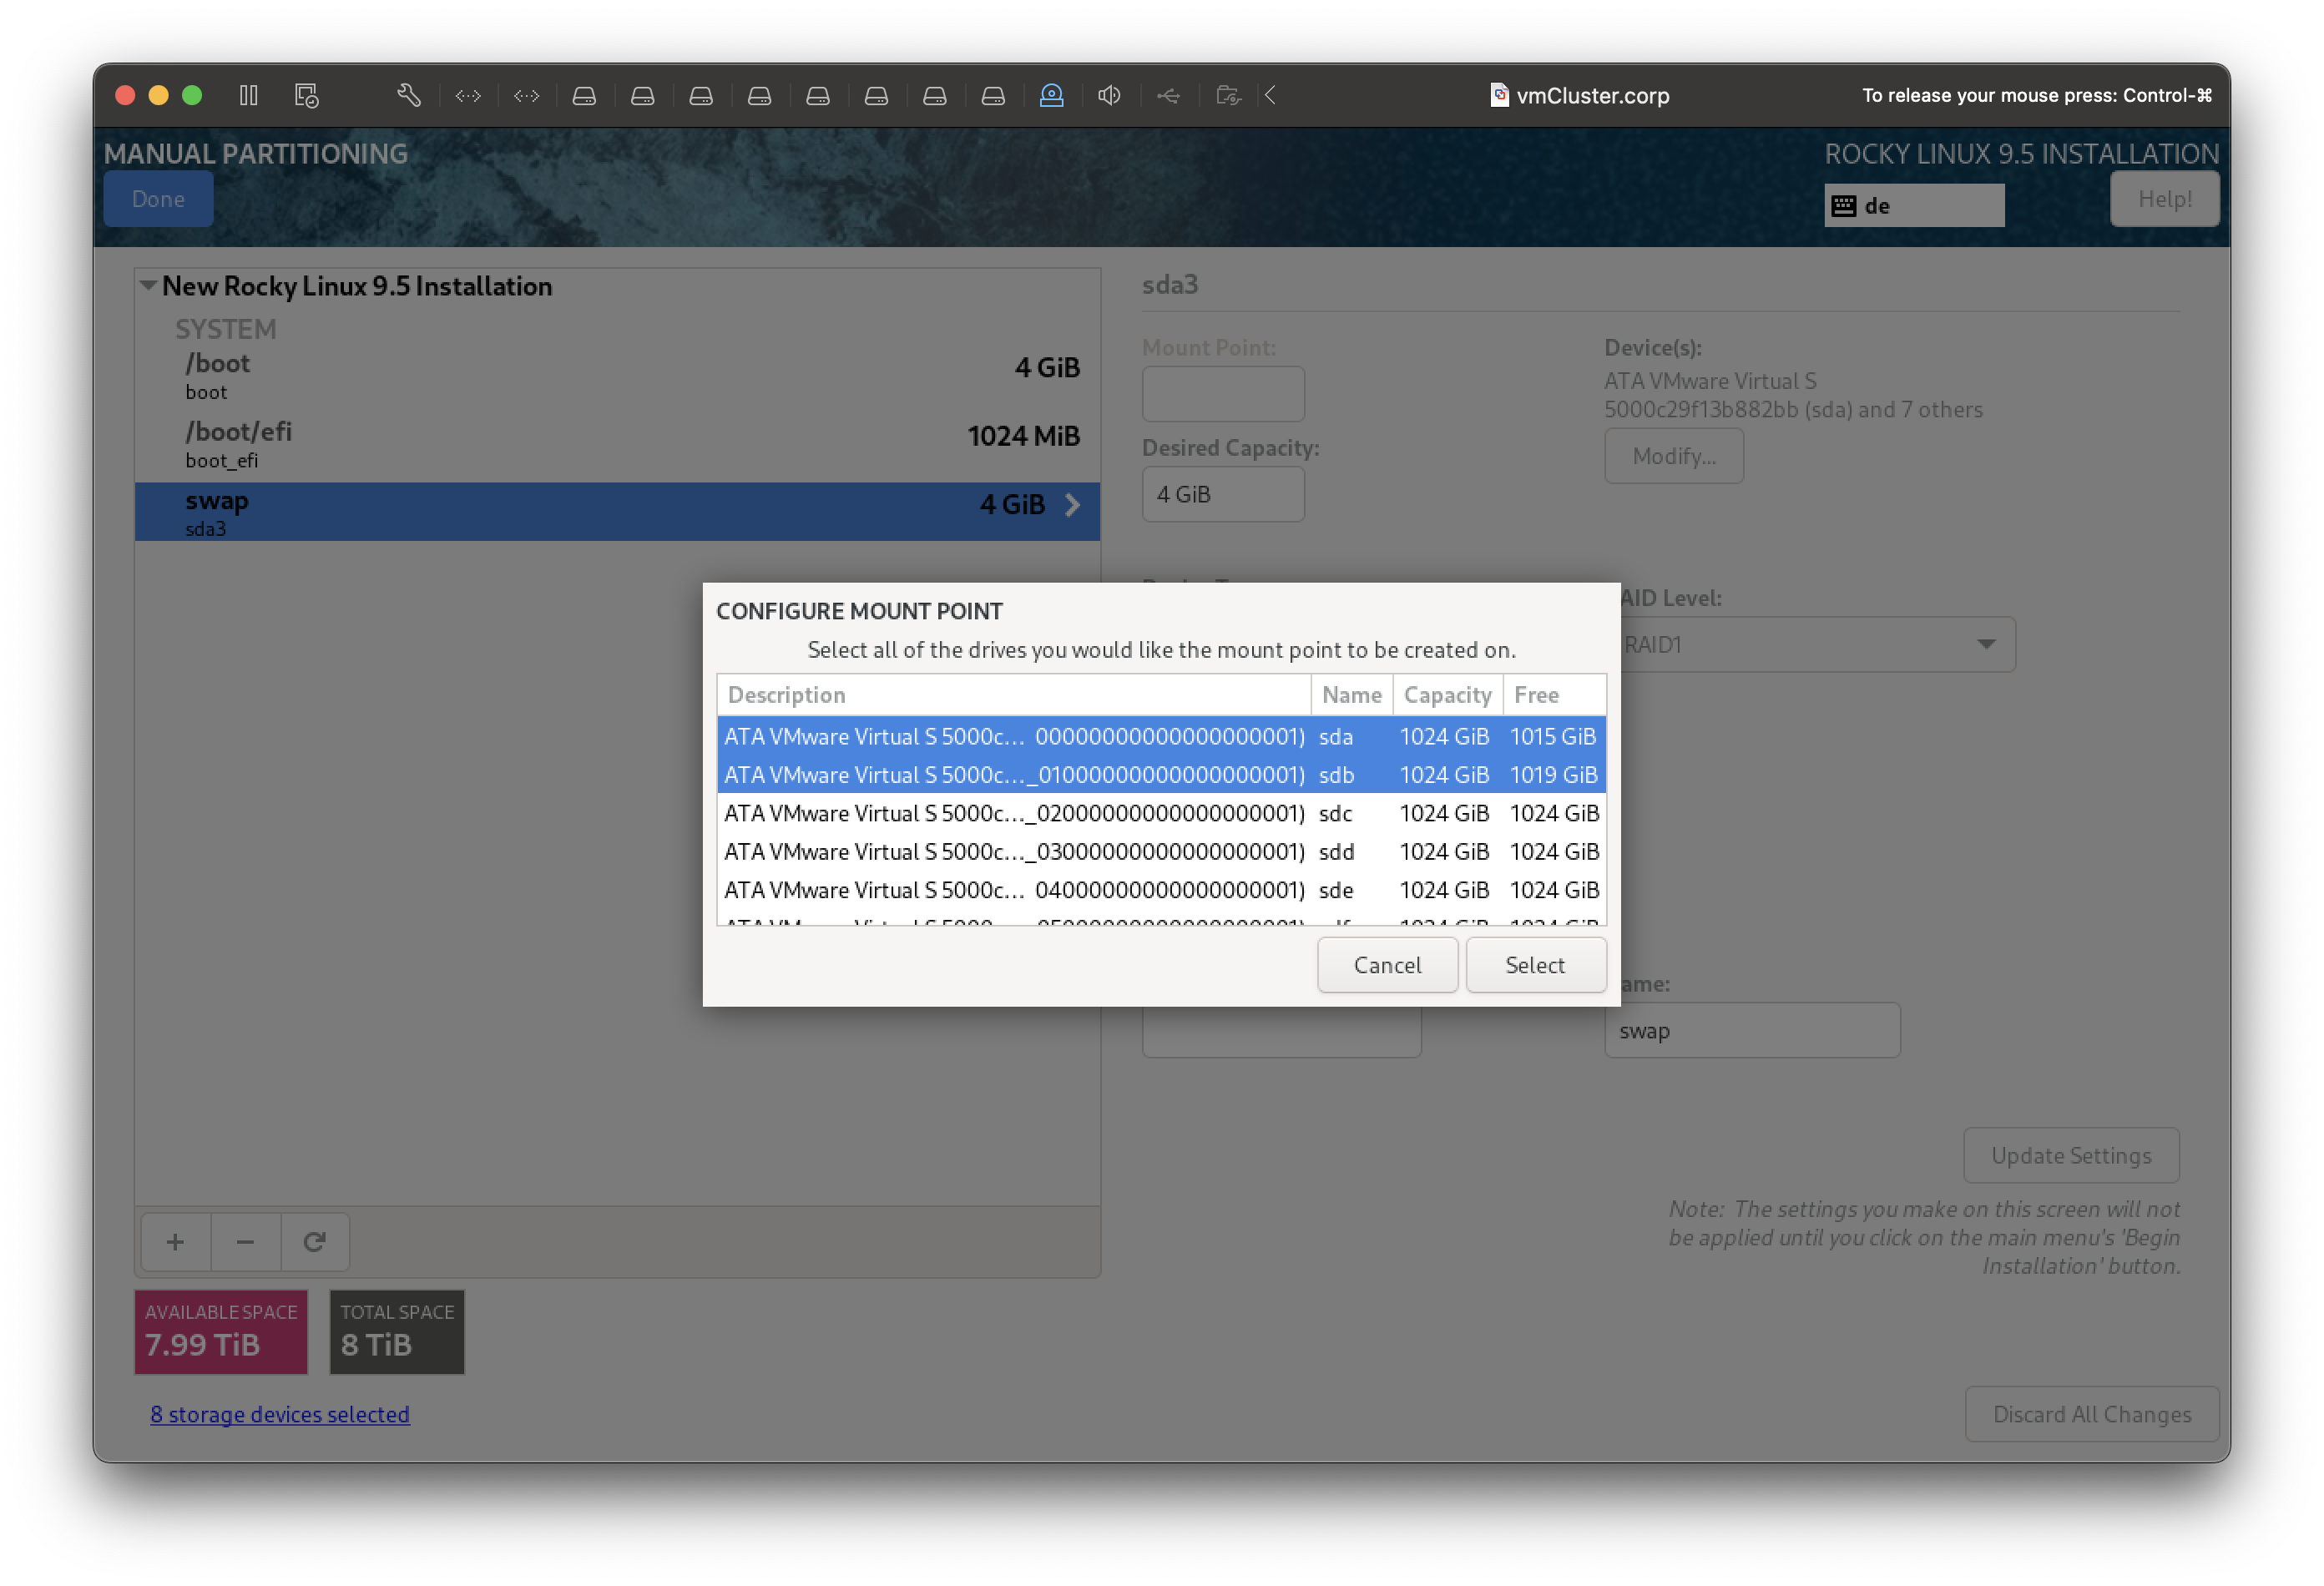 vmCluster.corp
To release your mouse press: Control-⌘
MANUAL PARTITIONING
ROCKY LINUX 9.5 INSTALLATION
Done
de
Help!
New Rocky Linux 9.5 Installation
SYSTEM
/boot
4 GiB
boot
/boot/efi
1024 MiB
boot_efi
swap
4 GiB
sda3
sda3
Mount Point:
Device(s):
ATA VMware Virtual S
5000c29f13b882bb (sda) and 7 others
Modify...
Desired Capacity:
4 GiB
AID Level:
RAID1
CONFIGURE MOUNT POINT
Select all of the drives you would like the mount point to be created on.
Description Name Capacity Free
ATA VMware Virtual S 5000c... 00000000000000000001) sda 1024 GiB 1015 GiB
ATA VMware Virtual S 5000c..._01000000000000000001) sdb 1024 GiB 1019 GiB
ATA VMware Virtual S 5000c..._02000000000000000001) sdc 1024 GiB 1024 GiB
ATA VMware Virtual S 5000c..._03000000000000000001) sdd 1024 GiB 1024 GiB
ATA VMware Virtual S 5000c... 04000000000000000001) sde 1024 GiB 1024 GiB
Cancel
Select
ame:
swap
Update Settings
Note: The settings you make on this screen will not
be applied until you click on the main menu's 'Begin
Installation' button.
AVAILABLE SPACE
7.99 TiB
TOTAL SPACE
8 TiB
8 storage devices selected
Discard All Changes